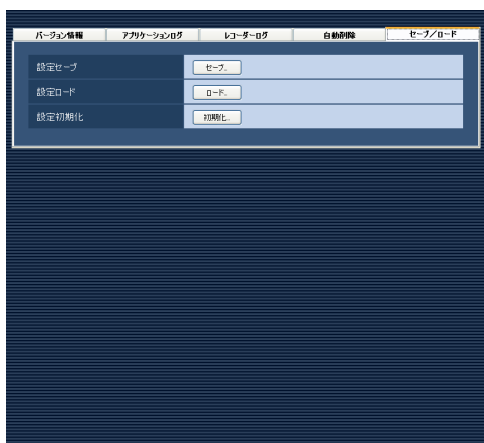 バージョン情報 アプリケーションログ レコーダーログ 自動削除 セーブ/ロード
設定セーブ セーブ...
設定ロード ロード...
設定初期化 初期化...